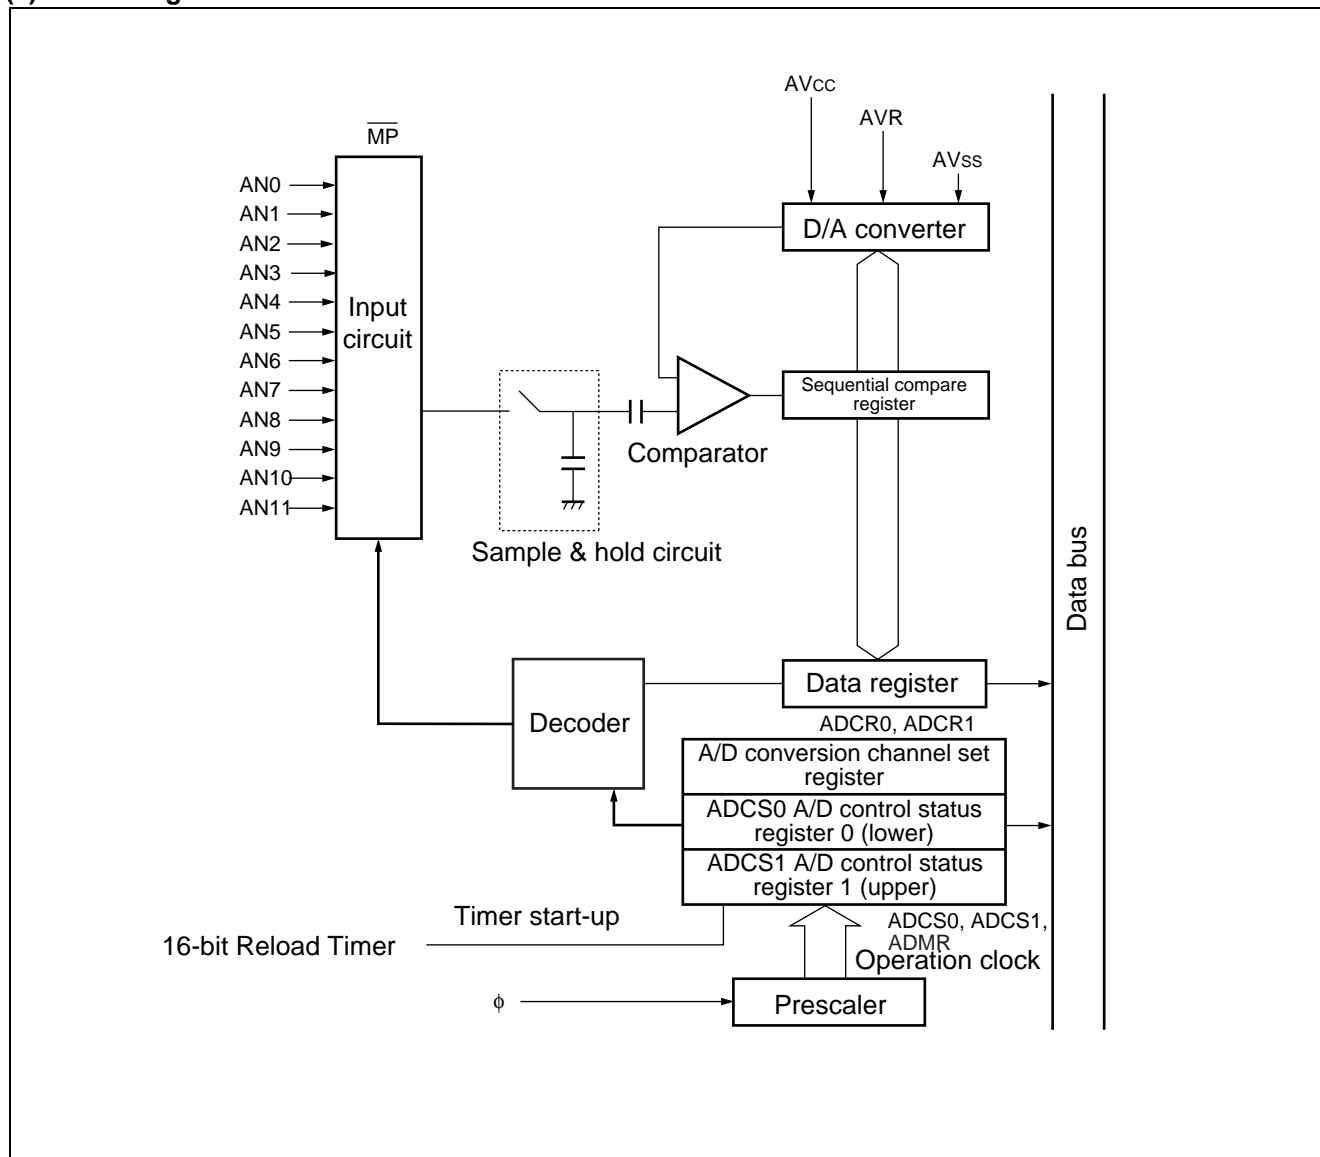 AVCC
AVR
AVSS
MP
AN0
AN1
AN2
AN3
AN4
AN5
AN6
AN7
AN8
AN9
AN10
AN11
Input
circuit
D/A converter
Sequential compare
register
Comparator
Sample & hold circuit
Data bus
Decoder
Data register
ADCR0, ADCR1
A/D conversion channel set
register
ADCS0 A/D control status
register 0 (lower)
ADCS1 A/D control status
register 1 (upper)
Timer start-up
16-bit Reload Timer
ADCS0, ADCS1,
ADMR
Operation clock
φ
Prescaler